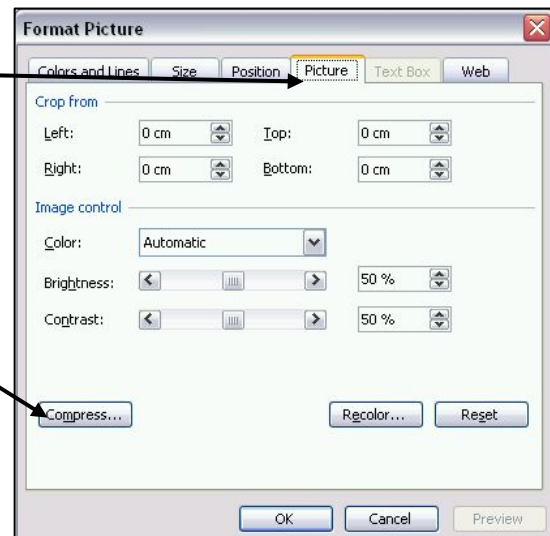 Format Picture
Colors and Lines Size Position Picture Text Box Web
Crop from
Left: 0 cm Top: 0 cm
Right: 0 cm Bottom: 0 cm
Image control
Color: Automatic
Brightness: 50 %
Contrast: 50 %
Compress... Recolor... Reset
OK Cancel Preview